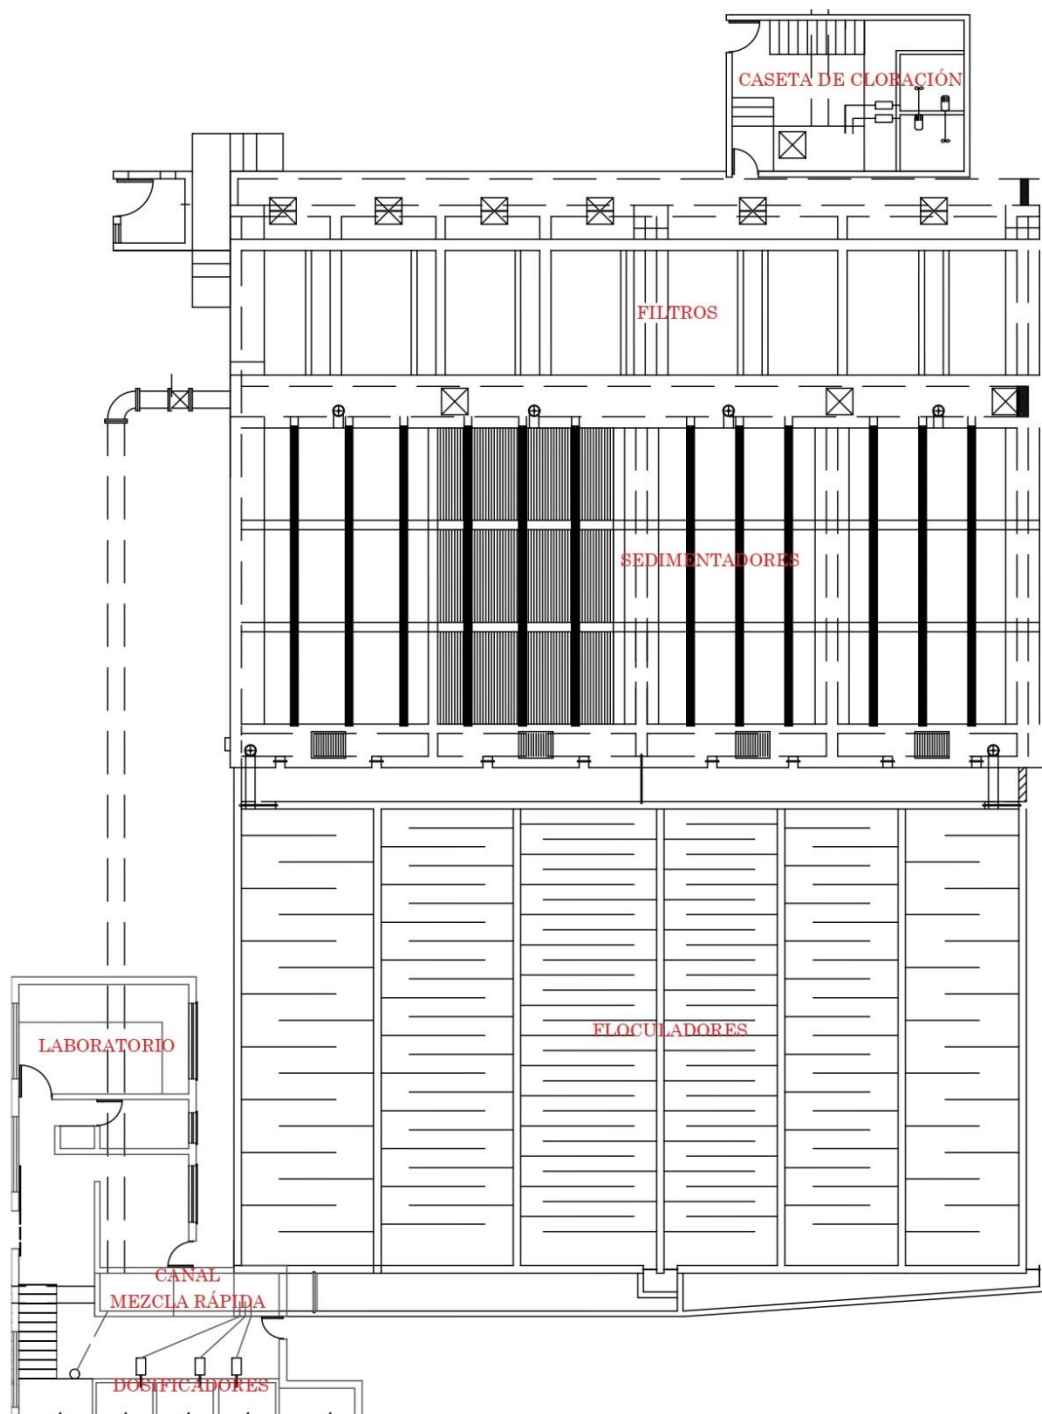 CASETA DE CLORACIÓN
FILTROS
SEDIMENTADORES
FLOCULADORES
LABORATORIO
CANAL
MEZCLA RÁPIDA
DOSIFICADORES